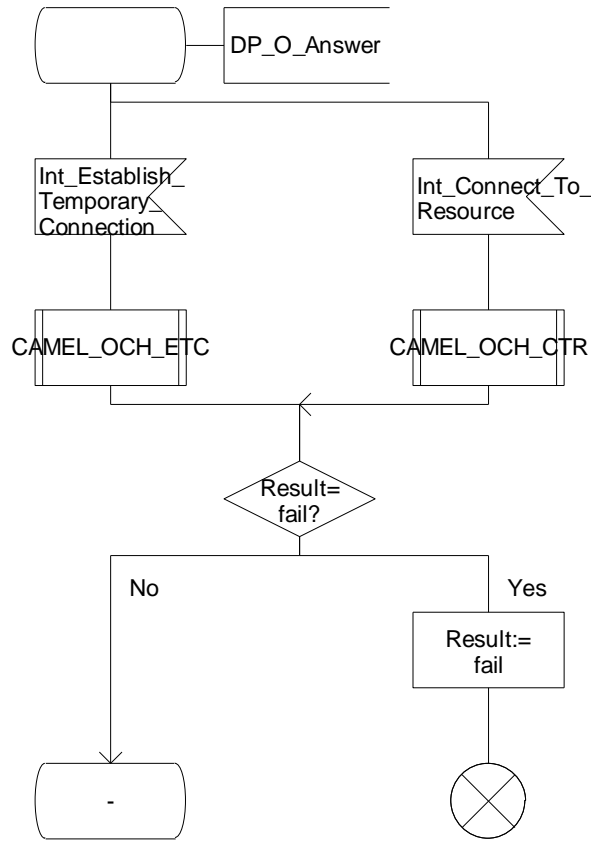 DP_O_Answer
Int_Establish_
Temporary_
Connection
Int_Connect_To_
Resource
CAMEL_OCH_ETC
CAMEL_OCH_CTR
Result=
fail?
No
Yes
Result:=
fail
-